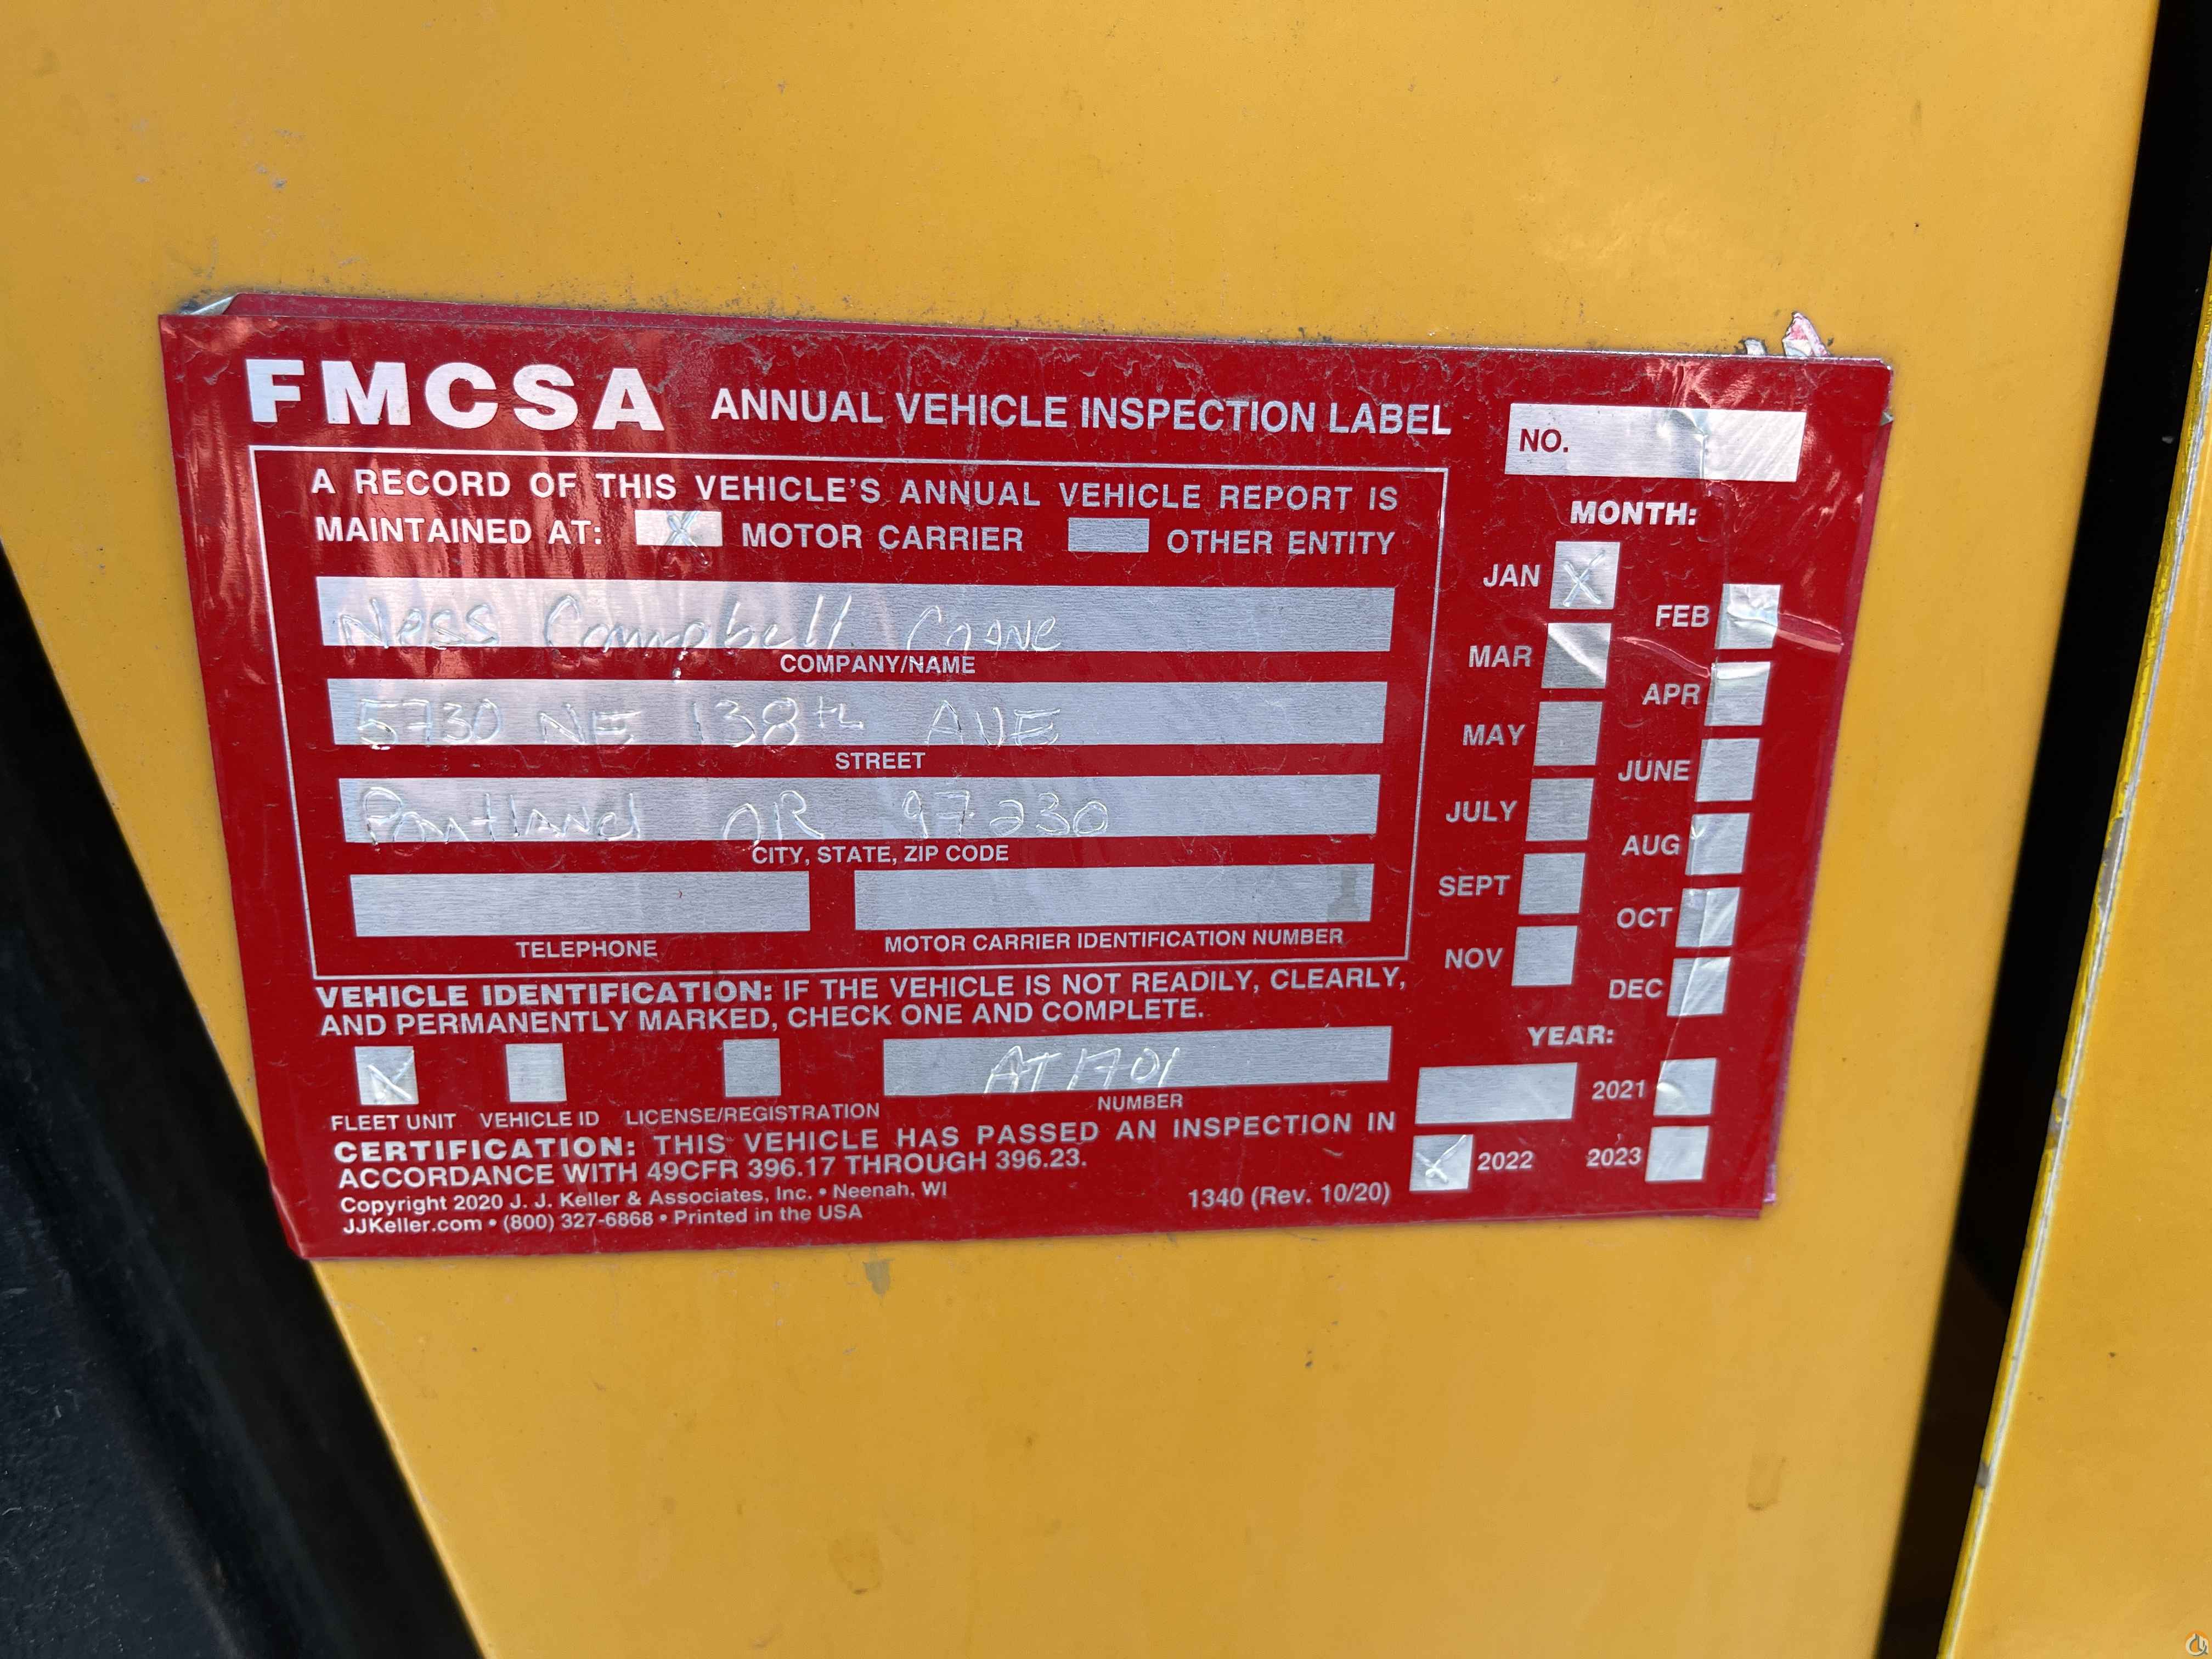 FMCSA ANNUAL VEHICLE INSPECTION LABEL
NO.
A RECORD OF THIS VEHICLE'S ANNUAL VEHICLE REPORT IS
MAINTAINED AT: X MOTOR CARRIER OTHER ENTITY
Ness Campbell Crane
COMPANY/NAME
5730 NE 138th AVE
STREET
Portland OR 97230
CITY, STATE, ZIP CODE
TELEPHONE
MOTOR CARRIER IDENTIFICATION NUMBER
VEHICLE IDENTIFICATION: IF THE VEHICLE IS NOT READILY, CLEARLY,
AND PERMANENTLY MARKED, CHECK ONE AND COMPLETE.
AT1701
FLEET UNIT VEHICLE ID LICENSE/REGISTRATION NUMBER
CERTIFICATION: THIS VEHICLE HAS PASSED AN INSPECTION IN
ACCORDANCE WITH 49CFR 396.17 THROUGH 396.23.
Copyright 2020 J. J. Keller & Associates, Inc. • Neenah, WI
JJKeller.com • (800) 327-6868 • Printed in the USA
1340 (Rev. 10/20)
MONTH:
JAN X
FEB
MAR
APR
MAY
JUNE
JULY
AUG
SEPT
OCT
NOV
DEC
YEAR:
2021
X 2022 2023